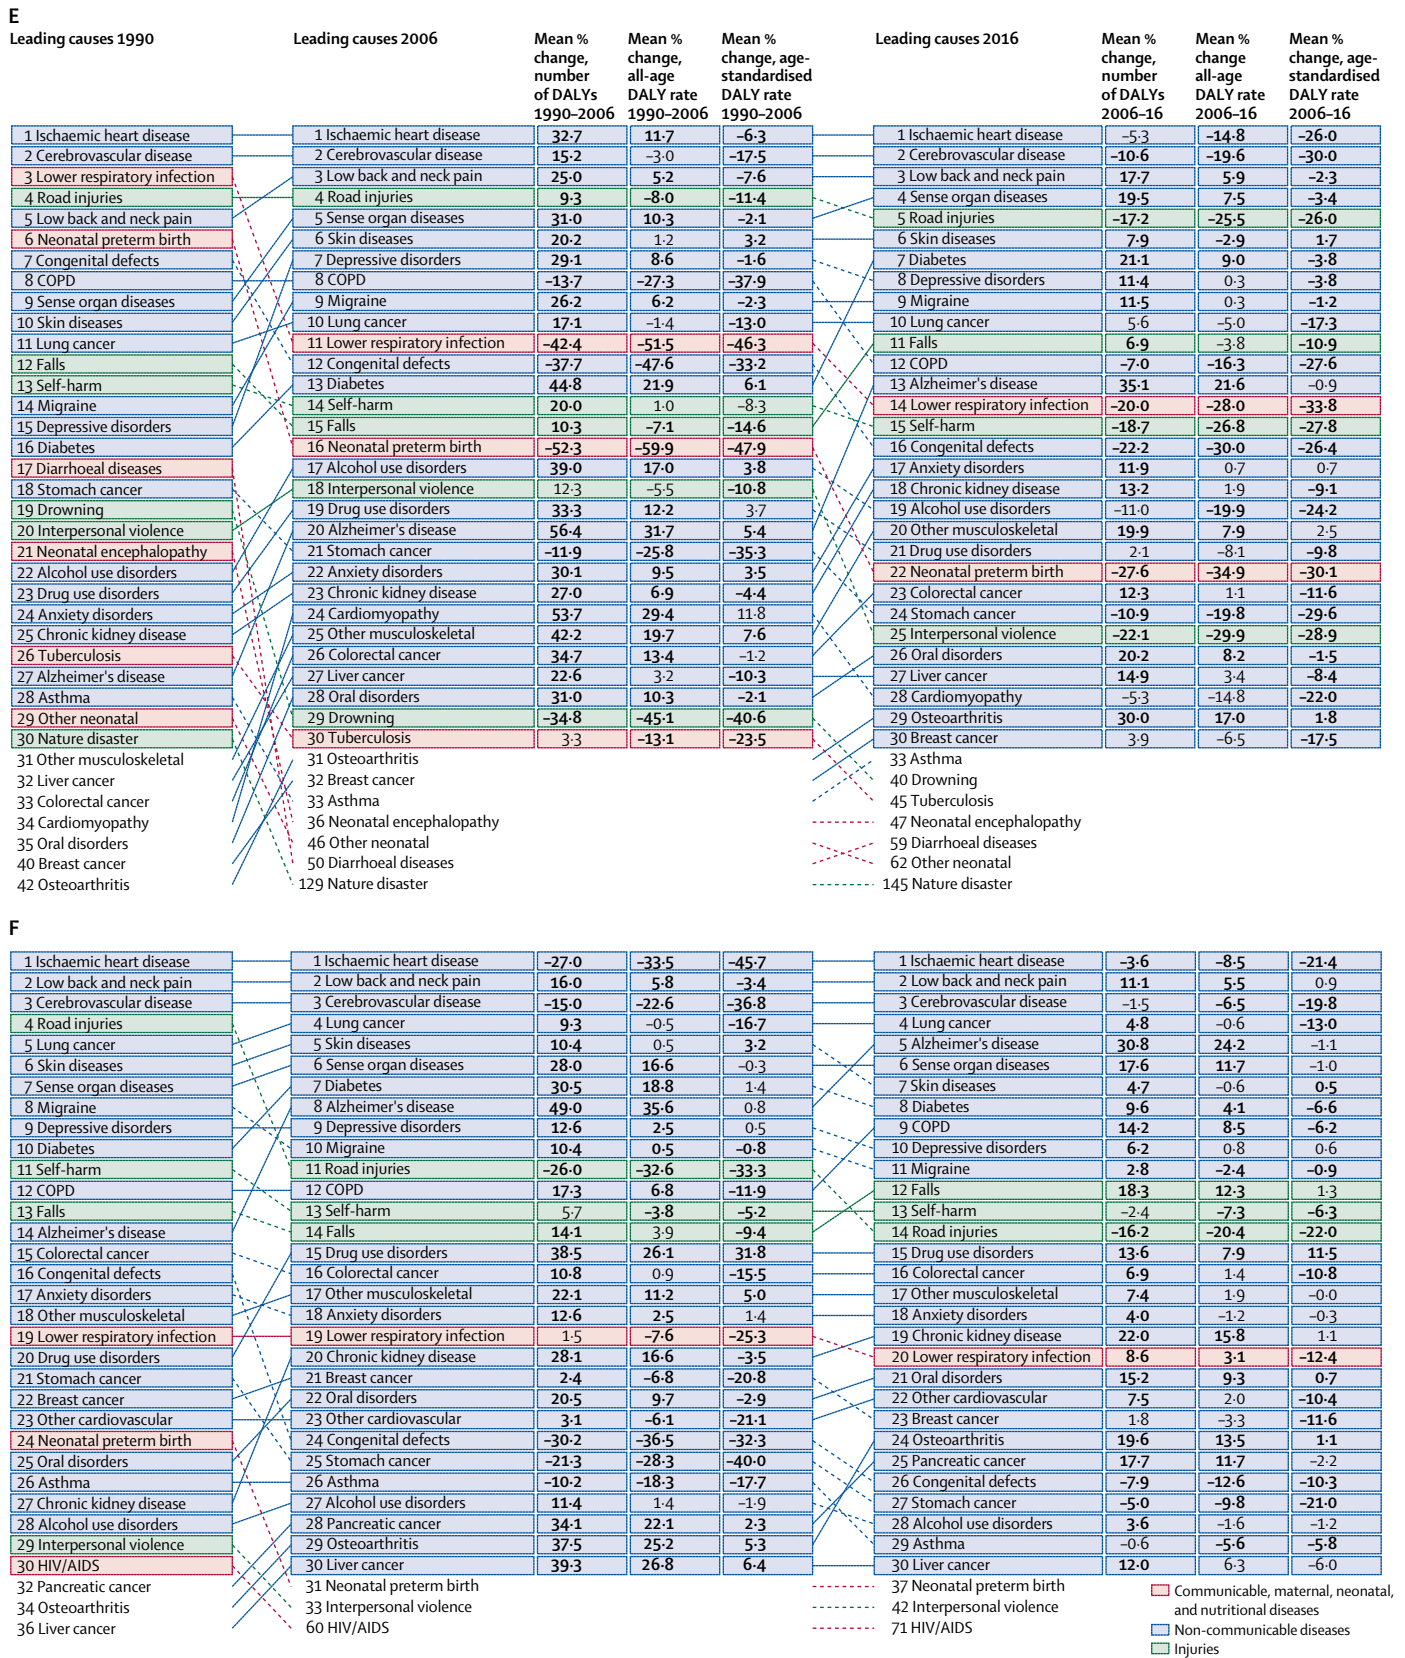 E
Leading causes 1990
Leading causes 2006
Mean % change, number of DALYs 1990–2006
Mean % change, all-age DALY rate 1990–2006
Mean % change, age-standardised DALY rate 1990–2006
Leading causes 2016
Mean % change, number of DALYs 2006–16
Mean % change all-age DALY rate 2006–16
Mean % change, age-standardised DALY rate 2006–16
1 Ischaemic heart disease 1 Ischaemic heart disease 32·7 11·7 –6·3 1 Ischaemic heart disease –5·3 –14·8 –26·0
2 Cerebrovascular disease 2 Cerebrovascular disease 15·2 –3·0 –17·5 2 Cerebrovascular disease –10·6 –19·6 –30·0
3 Lower respiratory infection 3 Low back and neck pain 25·0 5·2 –7·6 3 Low back and neck pain 17·7 5·9 –2·3
4 Road injuries 4 Road injuries 9·3 –8·0 –11·4 4 Sense organ diseases 19·5 7·5 –3·4
5 Low back and neck pain 5 Sense organ diseases 31·0 10·3 –2·1 5 Road injuries –17·2 –25·5 –26·0
6 Neonatal preterm birth 6 Skin diseases 20·2 1·2 3·2 6 Skin diseases 7·9 –2·9 1·7
7 Congenital defects 7 Depressive disorders 29·1 8·6 –1·6 7 Diabetes 21·1 9·0 –3·8
8 COPD 8 COPD –13·7 –27·3 –37·9 8 Depressive disorders 11·4 0·3 –3·8
9 Sense organ diseases 9 Migraine 26·2 6·2 –2·3 9 Migraine 11·5 0·3 –1·2
10 Skin diseases 10 Lung cancer 17·1 –1·4 –13·0 10 Lung cancer 5·6 –5·0 –17·3
11 Lung cancer 11 Lower respiratory infection –42·4 –51·5 –46·3 11 Falls 6·9 –3·8 –10·9
12 Falls 12 Congenital defects –37·7 –47·6 –33·2 12 COPD –7·0 –16·3 –27·6
13 Self-harm 13 Diabetes 44·8 21·9 6·1 13 Alzheimer's disease 35·1 21·6 –0·9
14 Migraine 14 Self-harm 20·0 1·0 –8·3 14 Lower respiratory infection –20·0 –28·0 –33·8
15 Depressive disorders 15 Falls 10·3 –7·1 –14·6 15 Self-harm –18·7 –26·8 –27·8
16 Diabetes 16 Neonatal preterm birth –52·3 –59·9 –47·9 16 Congenital defects –22·2 –30·0 –26·4
17 Diarrhoeal diseases 17 Alcohol use disorders 39·0 17·0 3·8 17 Anxiety disorders 11·9 0·7 0·7
18 Stomach cancer 18 Interpersonal violence 12·3 –5·5 –10·8 18 Chronic kidney disease 13·2 1·9 –9·1
19 Drowning 19 Drug use disorders 33·3 12·2 3·7 19 Alcohol use disorders –11·0 –19·9 –24·2
20 Interpersonal violence 20 Alzheimer's disease 56·4 31·7 5·4 20 Other musculoskeletal 19·9 7·9 2·5
21 Neonatal encephalopathy 21 Stomach cancer –11·9 –25·8 –35·3 21 Drug use disorders 2·1 –8·1 –9·8
22 Alcohol use disorders 22 Anxiety disorders 30·1 9·5 3·5 22 Neonatal preterm birth –27·6 –34·9 –30·1
23 Drug use disorders 23 Chronic kidney disease 27·0 6·9 –4·4 23 Colorectal cancer 12·3 1·1 –11·6
24 Anxiety disorders 24 Cardiomyopathy 53·7 29·4 11·8 24 Stomach cancer –10·9 –19·8 –29·6
25 Chronic kidney disease 25 Other musculoskeletal 42·2 19·7 7·6 25 Interpersonal violence –22·1 –29·9 –28·9
26 Tuberculosis 26 Colorectal cancer 34·7 13·4 –1·2 26 Oral disorders 20·2 8·2 –1·5
27 Alzheimer's disease 27 Liver cancer 22·6 3·2 –10·3 27 Liver cancer 14·9 3·4 –8·4
28 Asthma 28 Oral disorders 31·0 10·3 –2·1 28 Cardiomyopathy –5·3 –14·8 –22·0
29 Other neonatal 29 Drowning –34·8 –45·1 –40·6 29 Osteoarthritis 30·0 17·0 1·8
30 Nature disaster 30 Tuberculosis 3·3 –13·1 –23·5 30 Breast cancer 3·9 –6·5 –17·5
31 Other musculoskeletal 31 Osteoarthritis 33 Asthma
32 Liver cancer 32 Breast cancer 40 Drowning
33 Colorectal cancer 33 Asthma 45 Tuberculosis
34 Cardiomyopathy 36 Neonatal encephalopathy 47 Neonatal encephalopathy
35 Oral disorders 46 Other neonatal 59 Diarrhoeal diseases
40 Breast cancer 50 Diarrhoeal diseases 62 Other neonatal
42 Osteoarthritis 129 Nature disaster 145 Nature disaster
F
1 Ischaemic heart disease 1 Ischaemic heart disease –27·0 –33·5 –45·7 1 Ischaemic heart disease –3·6 –8·5 –21·4
2 Low back and neck pain 2 Low back and neck pain 16·0 5·8 –3·4 2 Low back and neck pain 11·1 5·5 0·9
3 Cerebrovascular disease 3 Cerebrovascular disease –15·0 –22·6 –36·8 3 Cerebrovascular disease –1·5 –6·5 –19·8
4 Road injuries 4 Lung cancer 9·3 –0·5 –16·7 4 Lung cancer 4·8 –0·6 –13·0
5 Lung cancer 5 Skin diseases 10·4 0·5 3·2 5 Alzheimer's disease 30·8 24·2 –1·1
6 Skin diseases 6 Sense organ diseases 28·0 16·6 –0·3 6 Sense organ diseases 17·6 11·7 –1·0
7 Sense organ diseases 7 Diabetes 30·5 18·8 1·4 7 Skin diseases 4·7 –0·6 0·5
8 Migraine 8 Alzheimer's disease 49·0 35·6 0·8 8 Diabetes 9·6 4·1 –6·6
9 Depressive disorders 9 Depressive disorders 12·6 2·5 0·5 9 COPD 14·2 8·5 –6·2
10 Diabetes 10 Migraine 10·4 0·5 –0·8 10 Depressive disorders 6·2 0·8 0·6
11 Self-harm 11 Road injuries –26·0 –32·6 –33·3 11 Migraine 2·8 –2·4 –0·9
12 COPD 12 COPD 17·3 6·8 –11·9 12 Falls 18·3 12·3 1·3
13 Falls 13 Self-harm 5·7 –3·8 –5·2 13 Self-harm –2·4 –7·3 –6·3
14 Alzheimer's disease 14 Falls 14·1 3·9 –9·4 14 Road injuries –16·2 –20·4 –22·0
15 Colorectal cancer 15 Drug use disorders 38·5 26·1 31·8 15 Drug use disorders 13·6 7·9 11·5
16 Congenital defects 16 Colorectal cancer 10·8 0·9 –15·5 16 Colorectal cancer 6·9 1·4 –10·8
17 Anxiety disorders 17 Other musculoskeletal 22·1 11·2 5·0 17 Other musculoskeletal 7·4 1·9 –0·0
18 Other musculoskeletal 18 Anxiety disorders 12·6 2·5 1·4 18 Anxiety disorders 4·0 –1·2 –0·3
19 Lower respiratory infection 19 Lower respiratory infection 1·5 –7·6 –25·3 19 Chronic kidney disease 22·0 15·8 1·1
20 Drug use disorders 20 Chronic kidney disease 28·1 16·6 –3·5 20 Lower respiratory infection 8·6 3·1 –12·4
21 Stomach cancer 21 Breast cancer 2·4 –6·8 –20·8 21 Oral disorders 15·2 9·3 0·7
22 Breast cancer 22 Oral disorders 20·5 9·7 –2·9 22 Other cardiovascular 7·5 2·0 –10·4
23 Other cardiovascular 23 Other cardiovascular 3·1 –6·1 –21·1 23 Breast cancer 1·8 –3·3 –11·6
24 Neonatal preterm birth 24 Congenital defects –30·2 –36·5 –32·3 24 Osteoarthritis 19·6 13·5 1·1
25 Oral disorders 25 Stomach cancer –21·3 –28·3 –40·0 25 Pancreatic cancer 17·7 11·7 –2·2
26 Asthma 26 Asthma –10·2 –18·3 –17·7 26 Congenital defects –7·9 –12·6 –10·3
27 Chronic kidney disease 27 Alcohol use disorders 11·4 1·4 –1·9 27 Stomach cancer –5·0 –9·8 –21·0
28 Alcohol use disorders 28 Pancreatic cancer 34·1 22·1 2·3 28 Alcohol use disorders 3·6 –1·6 –1·2
29 Interpersonal violence 29 Osteoarthritis 37·5 25·2 5·3 29 Asthma –0·6 –5·6 –5·8
30 HIV/AIDS 30 Liver cancer 39·3 26·8 6·4 30 Liver cancer 12·0 6·3 –6·0
32 Pancreatic cancer 31 Neonatal preterm birth 37 Neonatal preterm birth
34 Osteoarthritis 33 Interpersonal violence 42 Interpersonal violence
36 Liver cancer 60 HIV/AIDS 71 HIV/AIDS
Communicable, maternal, neonatal,
and nutritional diseases
Non-communicable diseases
Injuries